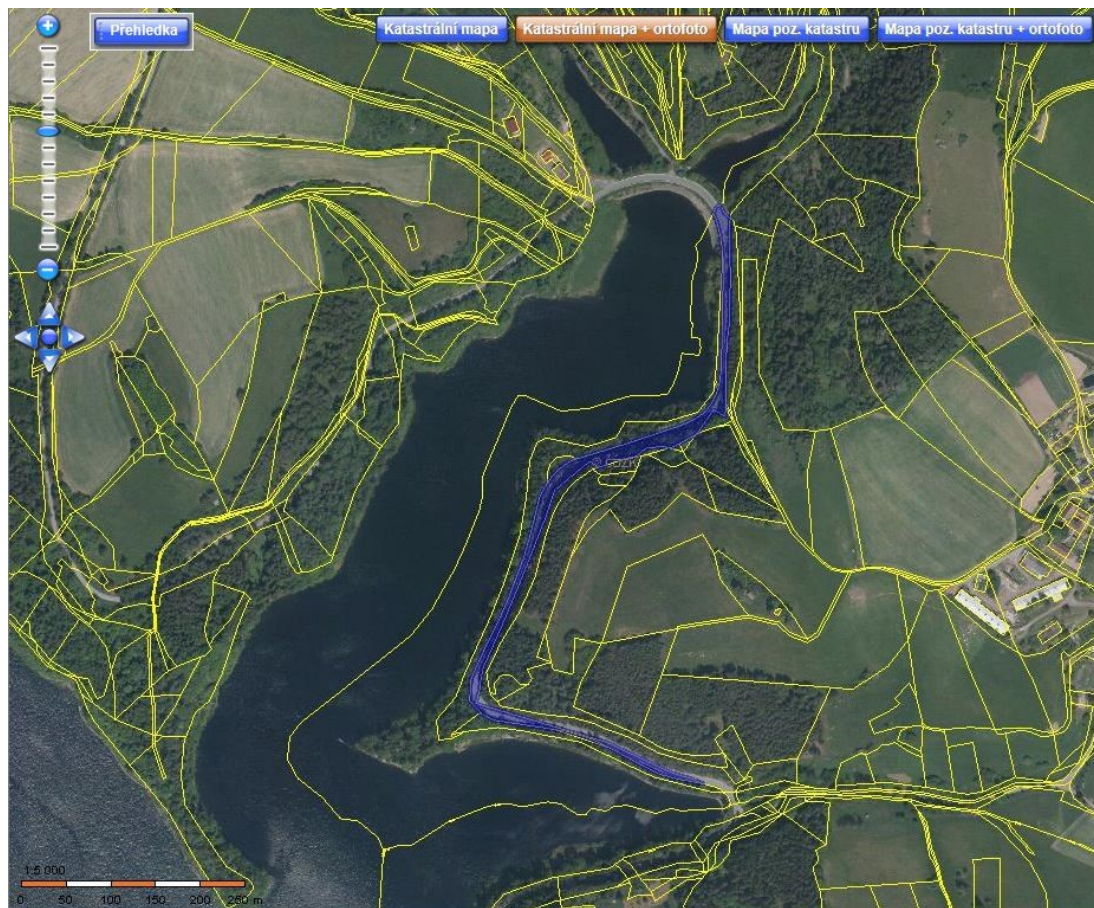 Přehledka
Katastrální mapa
Katastrální mapa + ortofoto
Mapa poz. katastru
Mapa poz. katastru + ortofoto
1:5 000
0 50 100 150 200 250 m